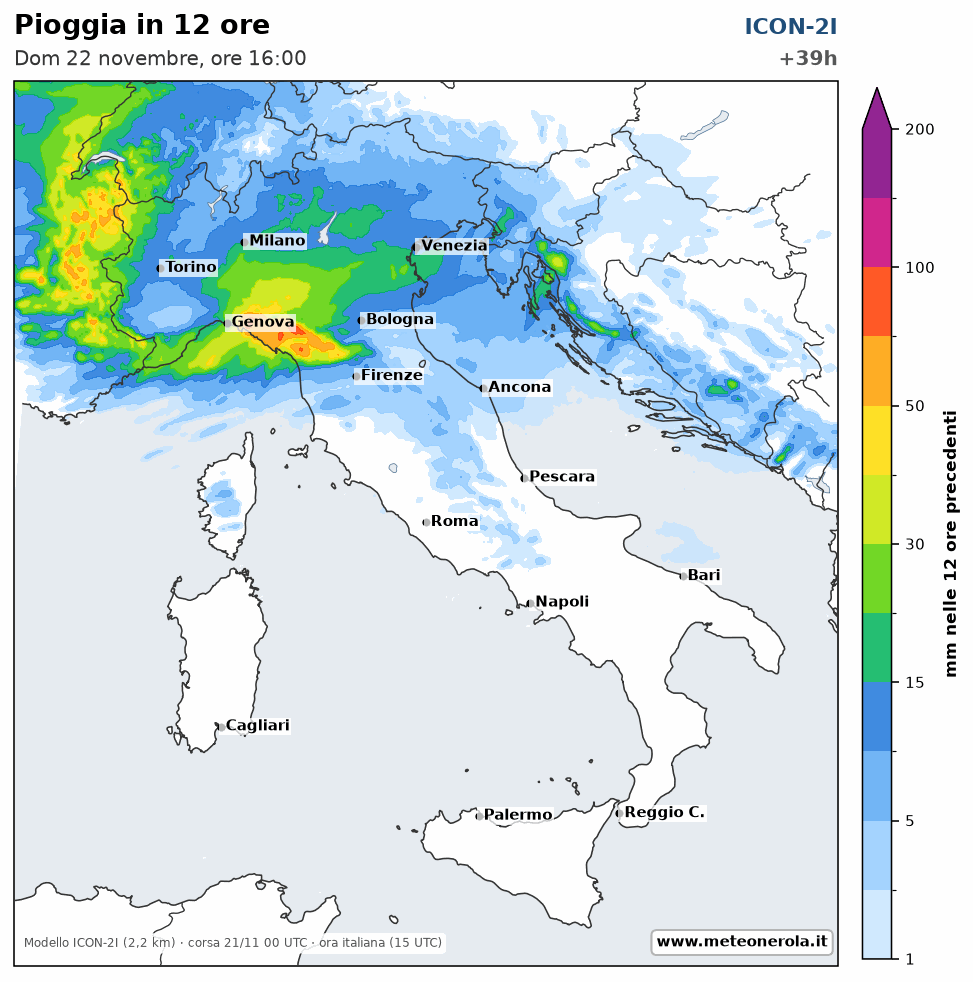 Pioggia in 12 ore
ICON-2I
Dom 22 novembre, ore 16:00
+39h
200
100
50
30
15
5
1
mm nelle 12 ore precedenti
Milano
Venezia
Torino
Genova
Bologna
Firenze
Ancona
Pescara
Roma
Bari
Napoli
Cagliari
Palermo
Reggio C.
Modello ICON-2I (2,2 km) · corsa 21/11 00 UTC · ora italiana (15 UTC)
www.meteonerola.it